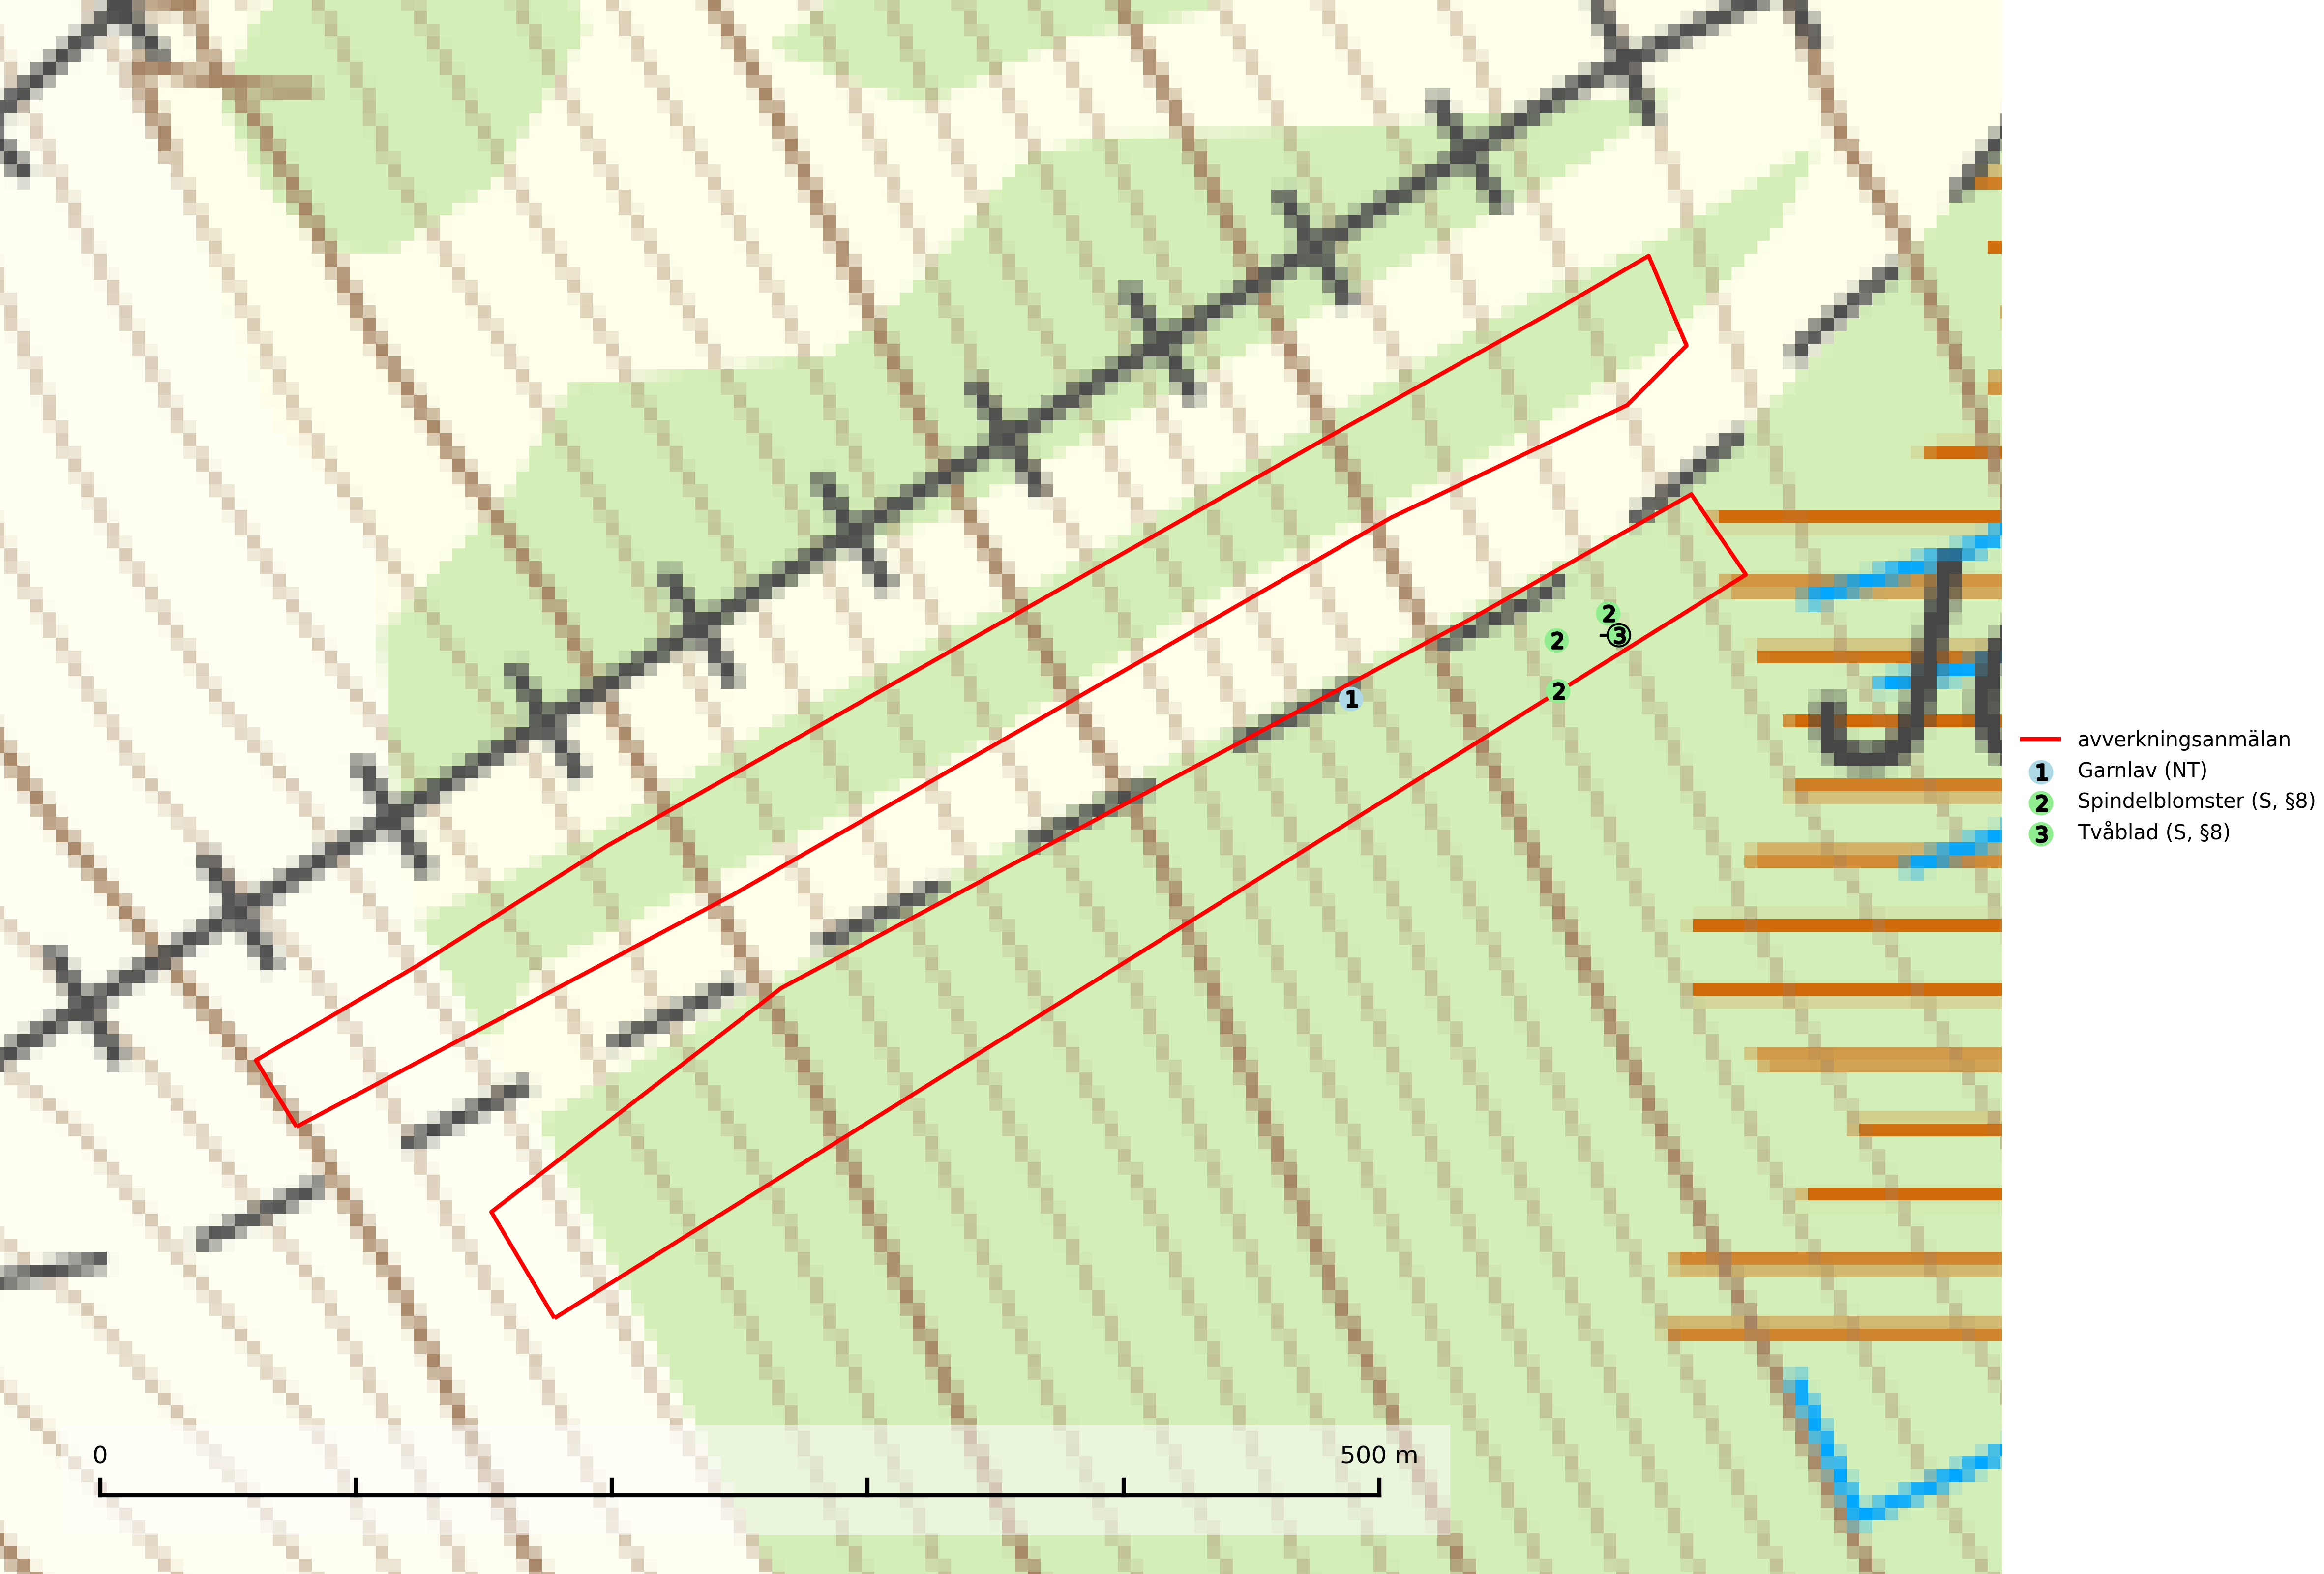 2
3
2
1
2
J
avverkningsanmälan
1 Garnlav (NT)
2 Spindelblomster (S, §8)
3 Tvåblad (S, §8)
0 500 m